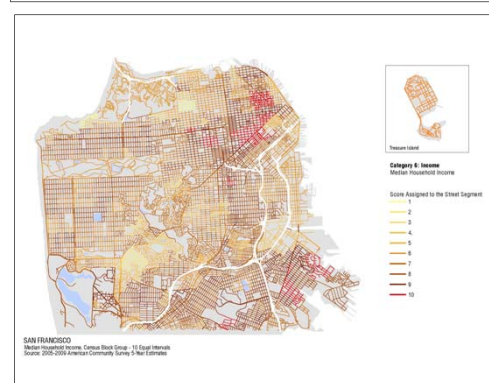 Treasure Island
Category 6: Income
Median Household Income
Score Assigned to the Street Segment
1
2
3
4
5
6
7
8
9
10
SAN FRANCISCO
Median Household Income, Census Block Group - 10 Equal Intervals
Source: 2005-2009 American Community Survey 5-Year Estimates